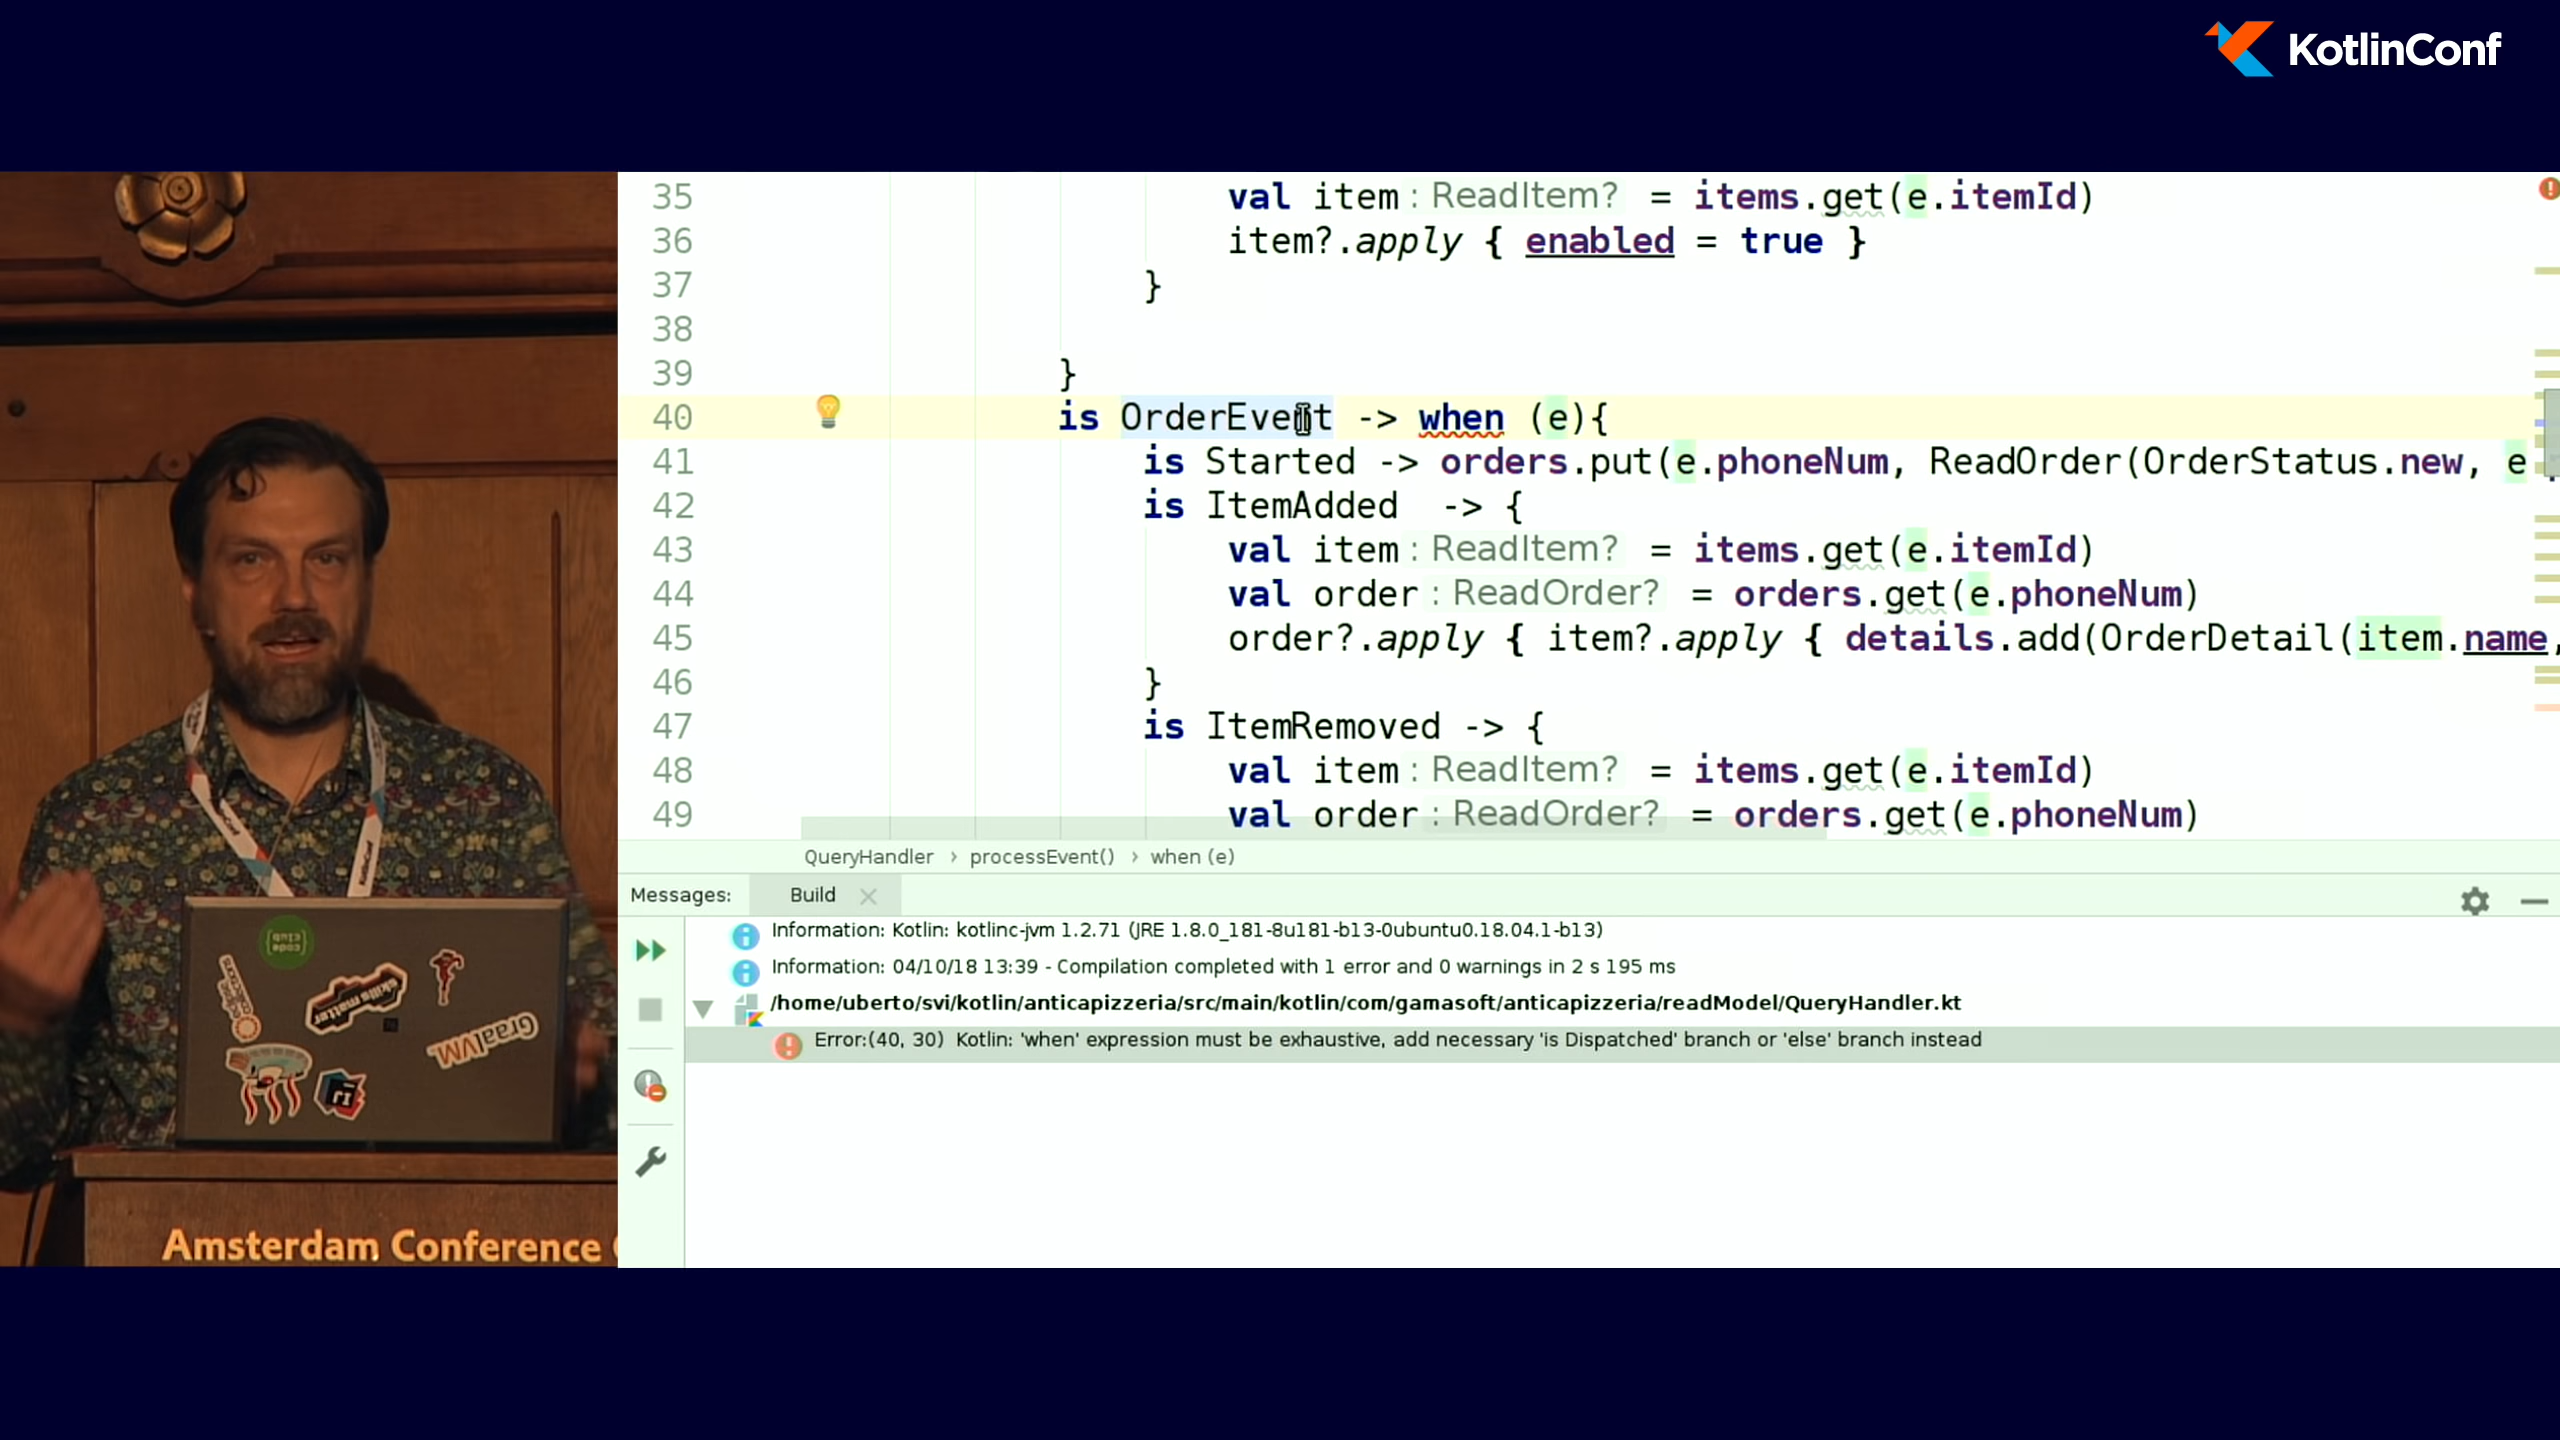 KotlinConf
35 val item : ReadItem? = items.get(e.itemId)
36 item?.apply { enabled = true }
37 }
38
39 }
40 is OrderEvent -> when (e){
41 is Started -> orders.put(e.phoneNum, ReadOrder(OrderStatus.new, e
42 is ItemAdded -> {
43 val item : ReadItem? = items.get(e.itemId)
44 val order : ReadOrder? = orders.get(e.phoneNum)
45 order?.apply { item?.apply { details.add(OrderDetail(item.name,
46 }
47 is ItemRemoved -> {
48 val item : ReadItem? = items.get(e.itemId)
49 val order : ReadOrder? = orders.get(e.phoneNum)
QueryHandler › processEvent() › when (e)
Messages: Build
Information: Kotlin: kotlinc-jvm 1.2.71 (JRE 1.8.0_181-8u181-b13-0ubuntu0.18.04.1-b13)
Information: 04/10/18 13:39 - Compilation completed with 1 error and 0 warnings in 2 s 195 ms
/home/uberto/svi/kotlin/anticapizzeria/src/main/kotlin/com/gamasoft/anticapizzeria/readModel/QueryHandler.kt
Error:(40, 30) Kotlin: 'when' expression must be exhaustive, add necessary 'is Dispatched' branch or 'else' branch instead
KotlinConf
{code club}
skills matter
GraalVM
IJ
Amsterdam Conference